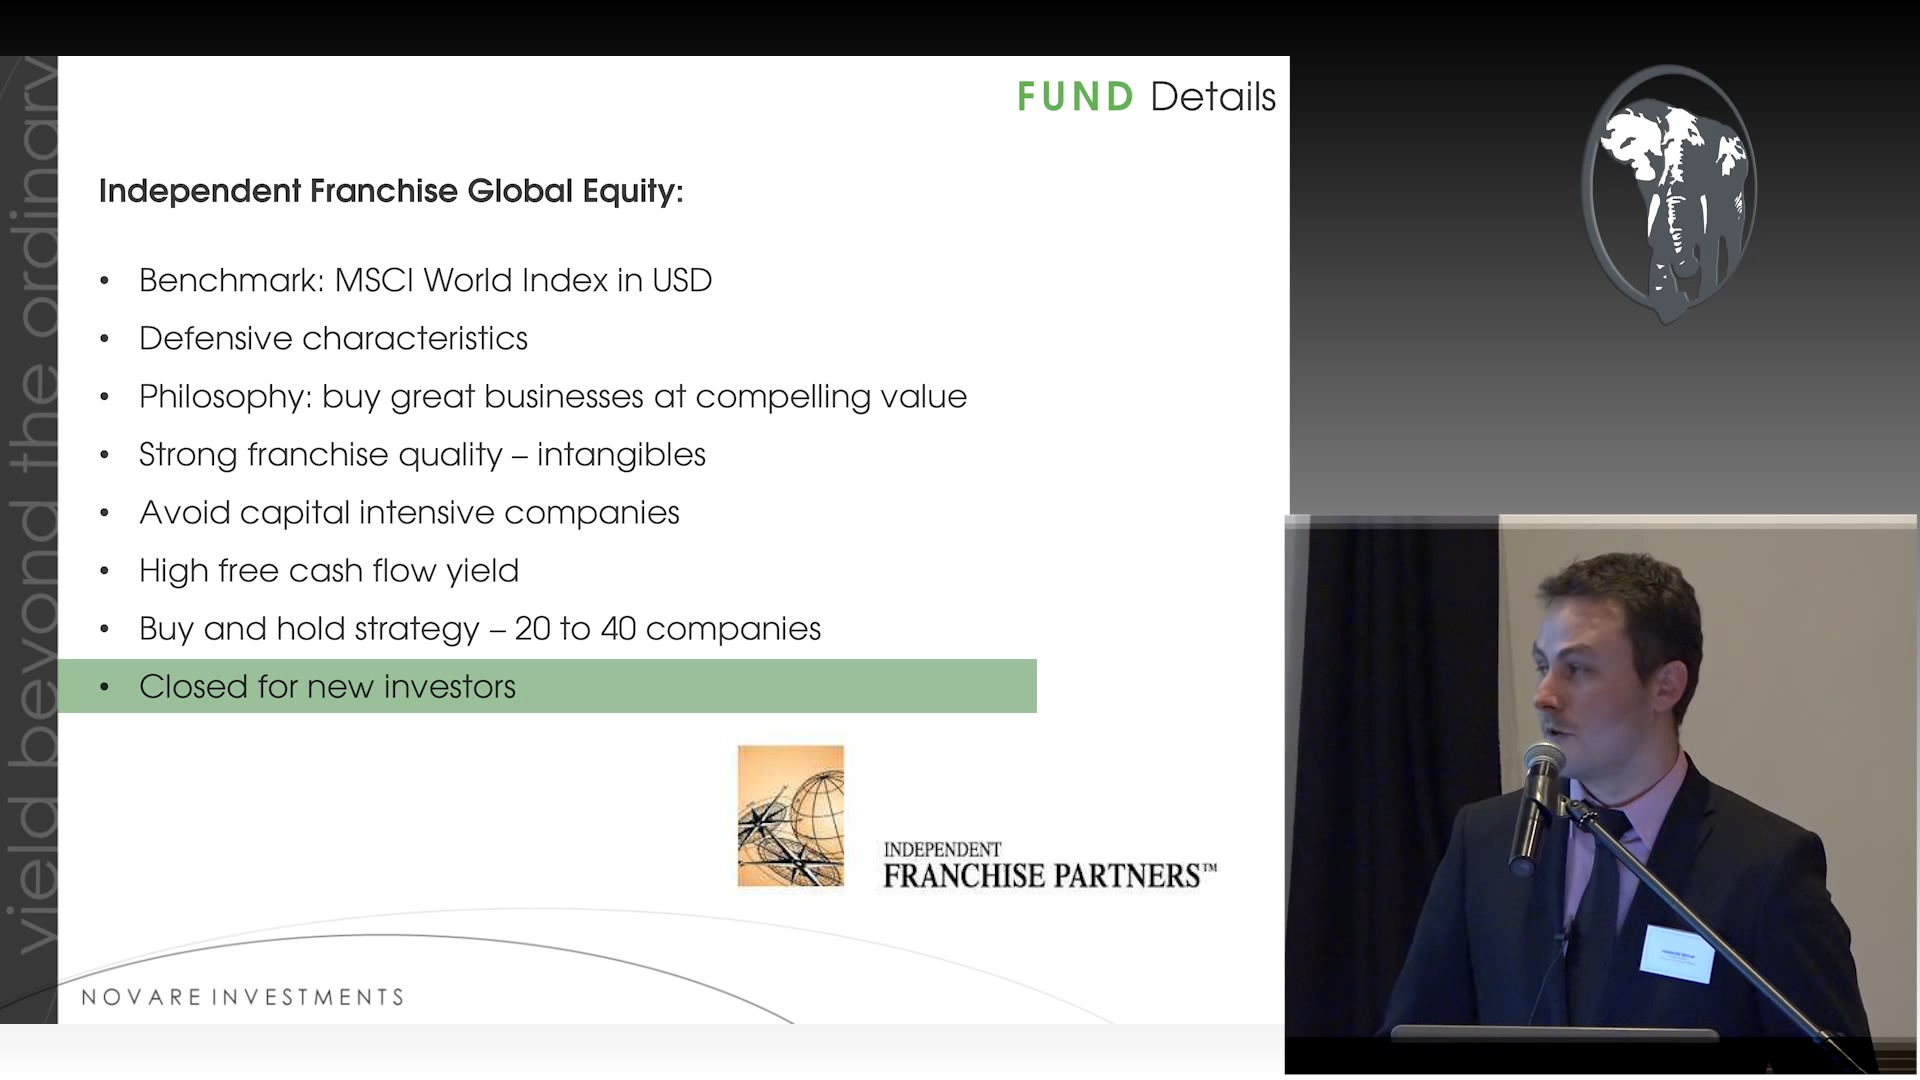 yield beyond the ordinary
FUND Details
Independent Franchise Global Equity:
• Benchmark: MSCI World Index in USD
• Defensive characteristics
• Philosophy: buy great businesses at compelling value
• Strong franchise quality – intangibles
• Avoid capital intensive companies
• High free cash flow yield
• Buy and hold strategy – 20 to 40 companies
• Closed for new investors
INDEPENDENT
FRANCHISE PARTNERS™
NOVARE INVESTMENTS